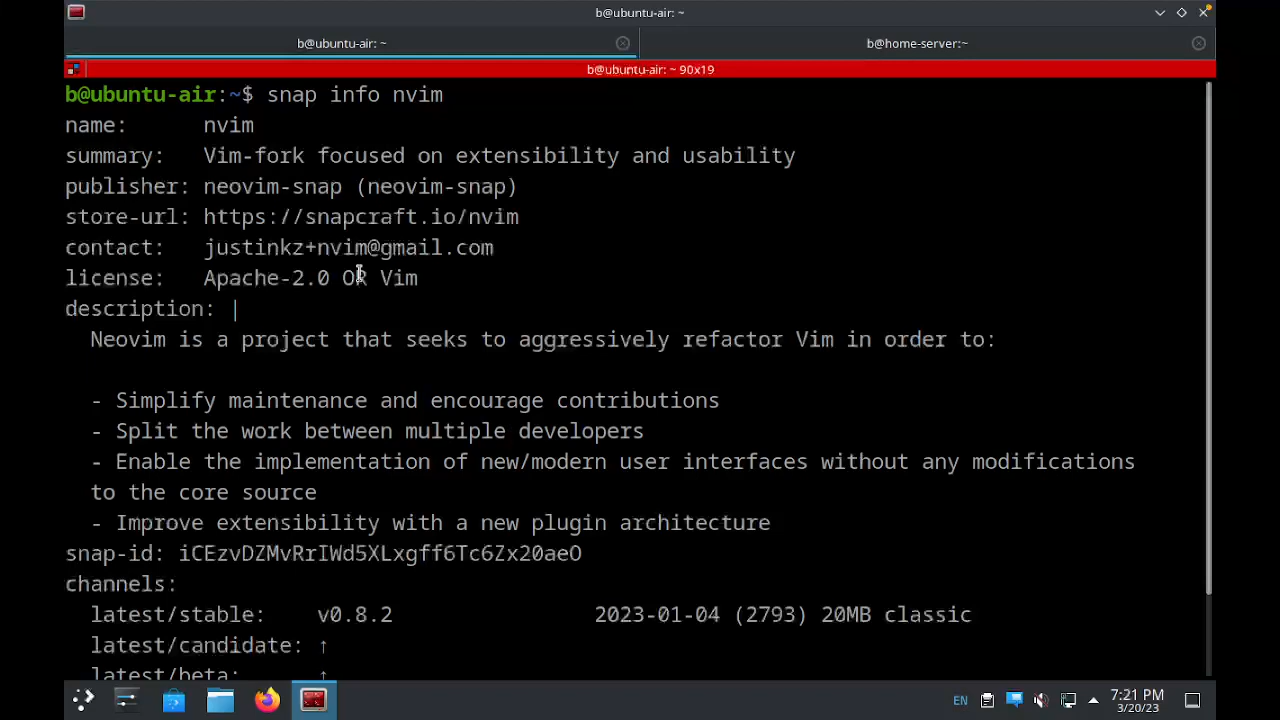 b@ubuntu-air: ~
b@ubuntu-air: ~
b@home-server:~
b@ubuntu-air: ~ 90x19
b@ubuntu-air:~$ snap info nvim
name: nvim
summary: Vim-fork focused on extensibility and usability
publisher: neovim-snap (neovim-snap)
store-url: https://snapcraft.io/nvim
contact: justinkz+nvim@gmail.com
license: Apache-2.0 OR Vim
description: |
Neovim is a project that seeks to aggressively refactor Vim in order to:
- Simplify maintenance and encourage contributions
- Split the work between multiple developers
- Enable the implementation of new/modern user interfaces without any modifications
to the core source
- Improve extensibility with a new plugin architecture
snap-id: iCEzvDZMvRrIWd5XLxgff6Tc6Zx20aeO
channels:
latest/stable: v0.8.2 2023-01-04 (2793) 20MB classic
latest/candidate: ↑
latest/beta: ↑
EN
7:21 PM
3/20/23